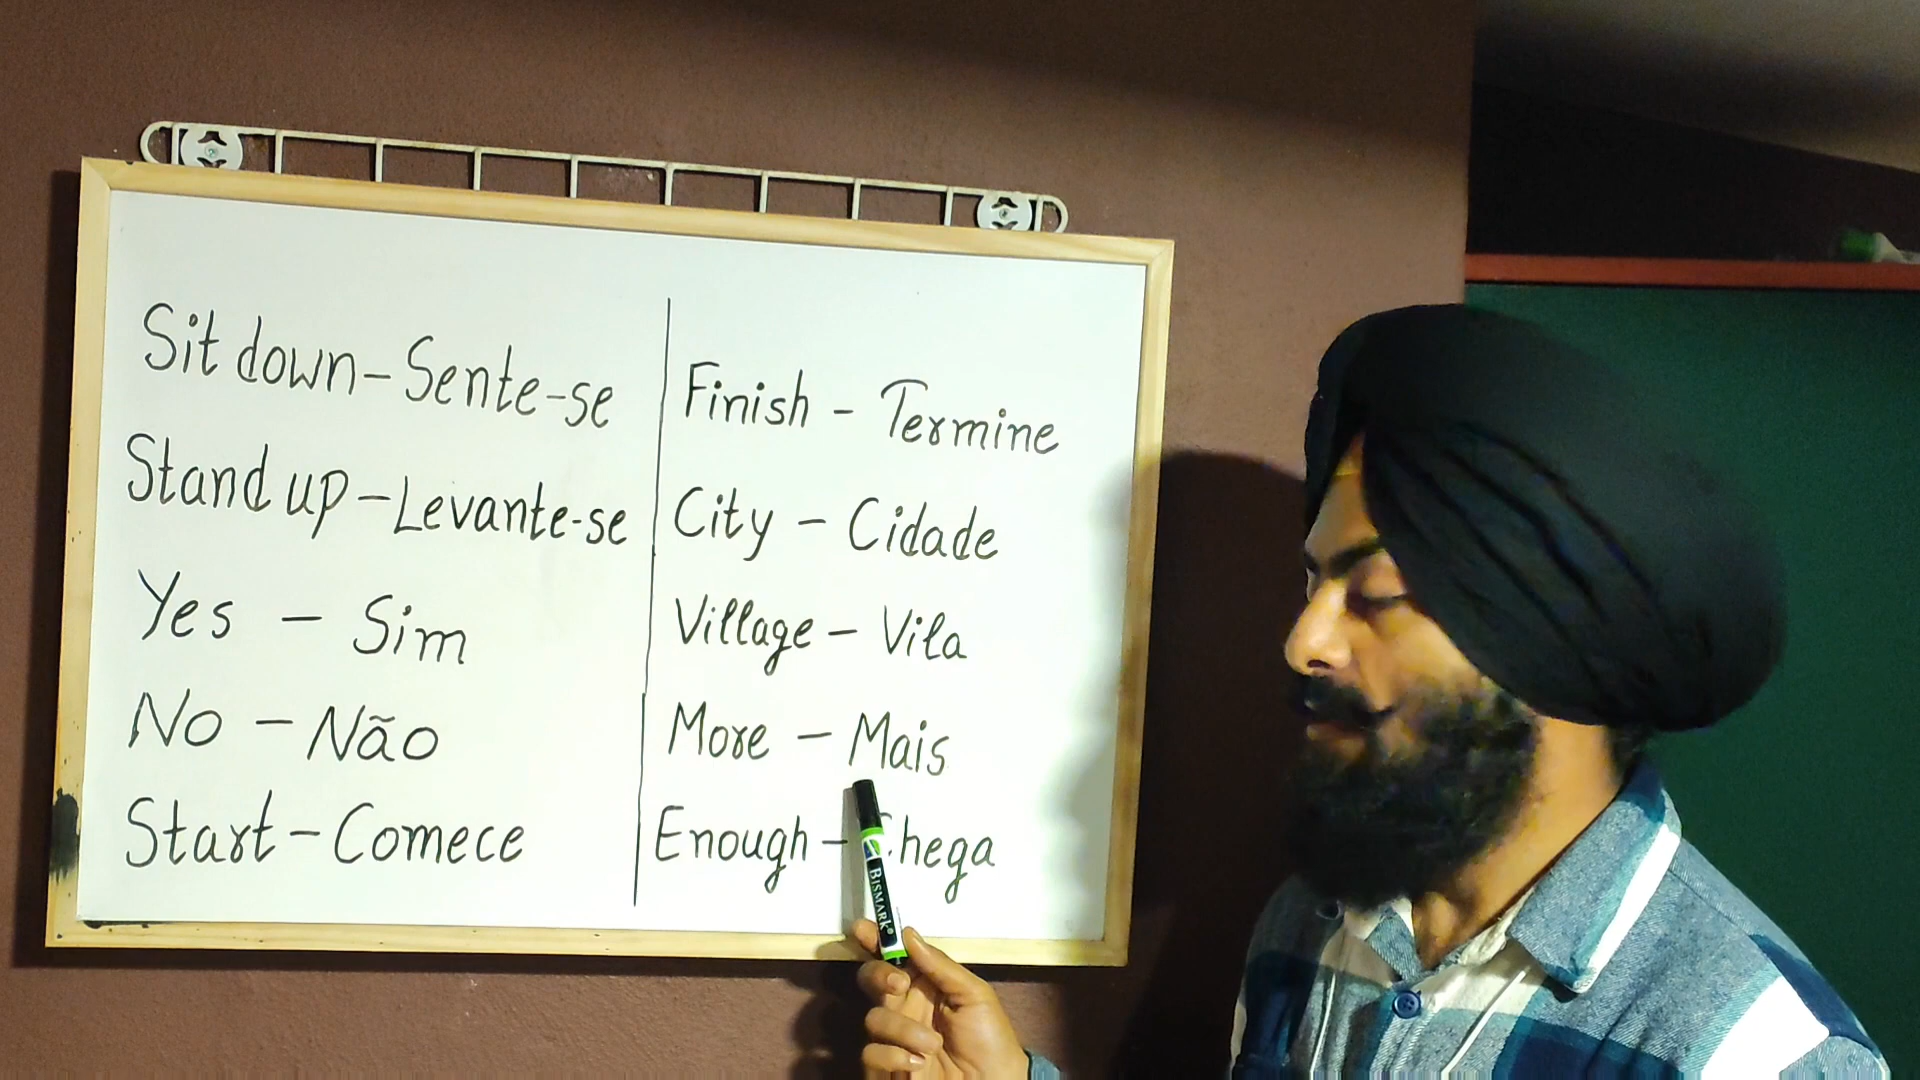 Sit down - Sente-se
Stand up - Levante-se
Yes - Sim
No - Não
Start - Comece
Finish - Termine
City - Cidade
Village - Vila
More - Mais
Enough - Chega
BISMARK®